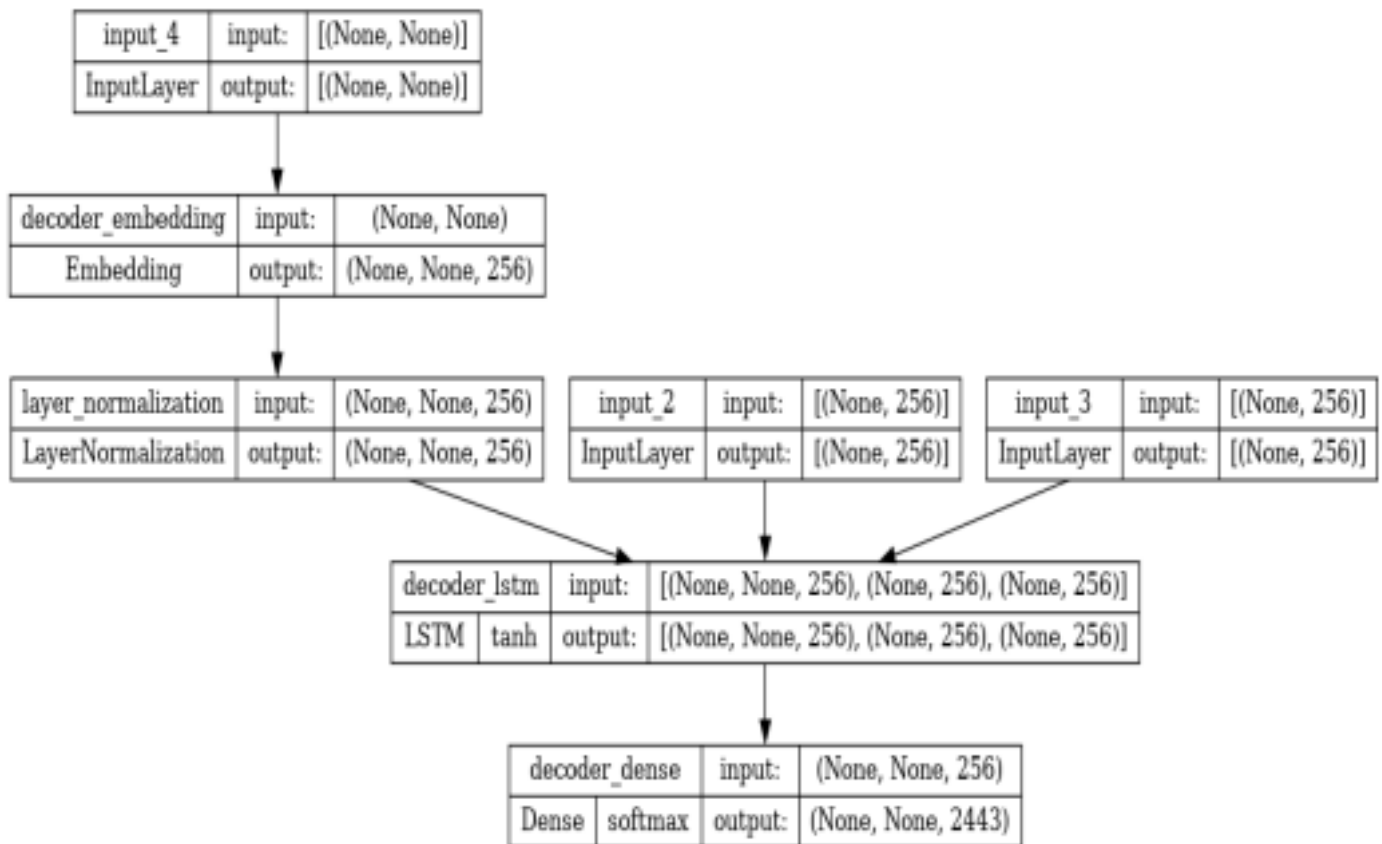 input_4 input: [(None, None)]
InputLayer output: [(None, None)]
decoder_embedding input: (None, None)
Embedding output: (None, None, 256)
layer_normalization input: (None, None, 256)
LayerNormalization output: (None, None, 256)
input_2 input: [(None, 256)]
InputLayer output: [(None, 256)]
input_3 input: [(None, 256)]
InputLayer output: [(None, 256)]
decoder_lstm input: [(None, None, 256), (None, 256), (None, 256)]
LSTM tanh output: [(None, None, 256), (None, 256), (None, 256)]
decoder_dense input: (None, None, 256)
Dense softmax output: (None, None, 2443)